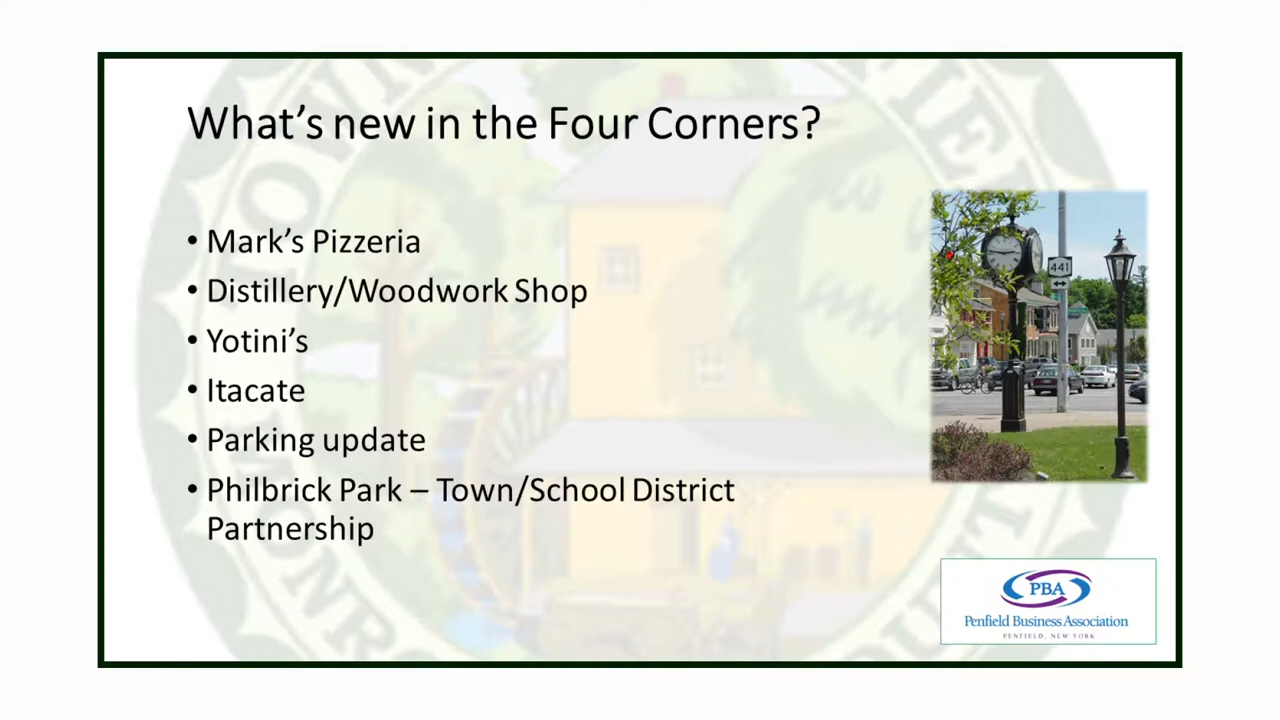 What's new in the Four Corners?
• Mark's Pizzeria
• Distillery/Woodwork Shop
• Yotini's
• Itacate
• Parking update
• Philbrick Park – Town/School District
Partnership
441
PBA
Penfield Business Association
PENFIELD, NEW YORK